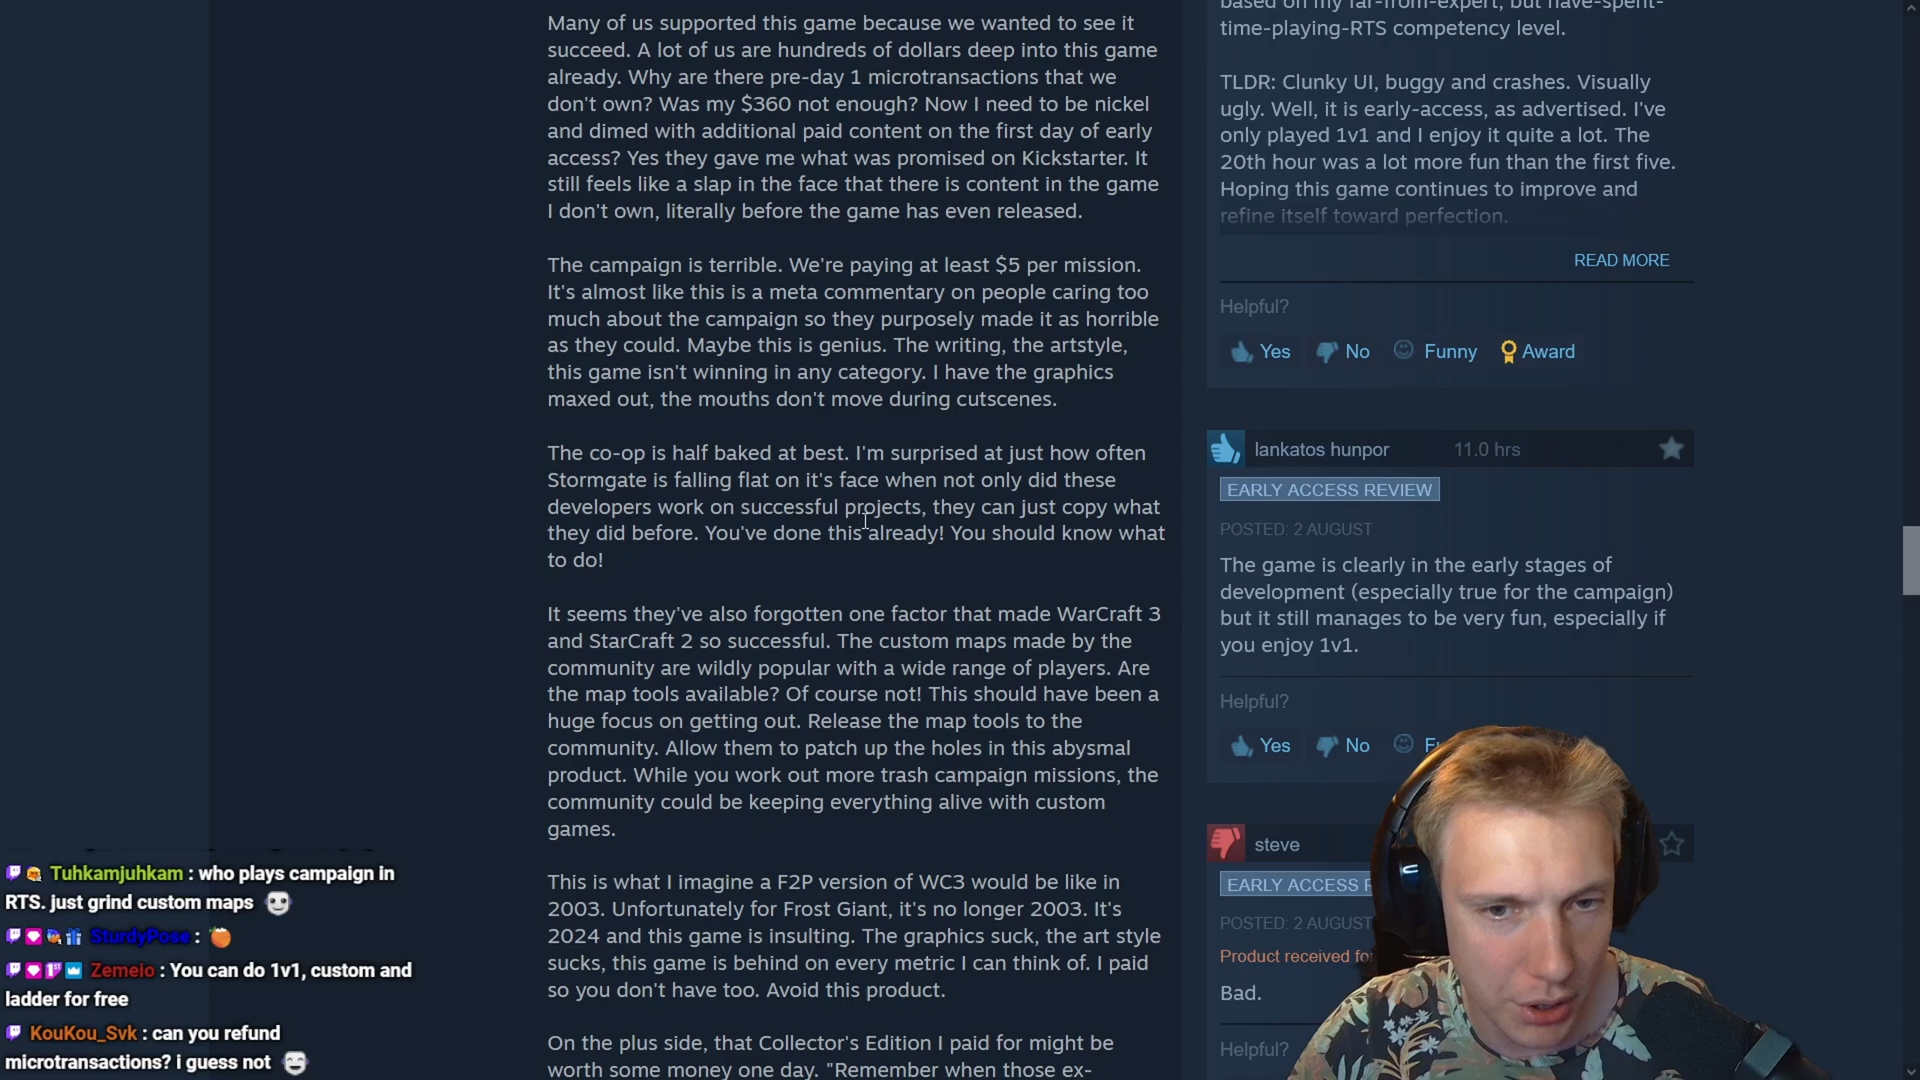 Many of us supported this game because we wanted to see it
succeed. A lot of us are hundreds of dollars deep into this game
already. Why are there pre-day 1 microtransactions that we
don't own? Was my $360 not enough? Now I need to be nickel
and dimed with additional paid content on the first day of early
access? Yes they gave me what was promised on Kickstarter. It
still feels like a slap in the face that there is content in the game
I don't own, literally before the game has even released.
The campaign is terrible. We're paying at least $5 per mission.
It's almost like this is a meta commentary on people caring too
much about the campaign so they purposely made it as horrible
as they could. Maybe this is genius. The writing, the artstyle,
this game isn't winning in any category. I have the graphics
maxed out, the mouths don't move during cutscenes.
The co-op is half baked at best. I'm surprised at just how often
Stormgate is falling flat on it's face when not only did these
developers work on successful projects, they can just copy what
they did before. You've done this already! You should know what
to do!
It seems they've also forgotten one factor that made WarCraft 3
and StarCraft 2 so successful. The custom maps made by the
community are wildly popular with a wide range of players. Are
the map tools available? Of course not! This should have been a
huge focus on getting out. Release the map tools to the
community. Allow them to patch up the holes in this abysmal
product. While you work out more trash campaign missions, the
community could be keeping everything alive with custom
games.
This is what I imagine a F2P version of WC3 would be like in
2003. Unfortunately for Frost Giant, it's no longer 2003. It's
2024 and this game is insulting. The graphics suck, the art style
sucks, this game is behind on every metric I can think of. I paid
so you don't have too. Avoid this product.
On the plus side, that Collector's Edition I paid for might be
worth some money one day. "Remember when those ex-
based on my far-from-expert, but have-spent-
time-playing-RTS competency level.
TLDR: Clunky UI, buggy and crashes. Visually
ugly. Well, it is early-access, as advertised. I've
only played 1v1 and I enjoy it quite a lot. The
20th hour was a lot more fun than the first five.
Hoping this game continues to improve and
refine itself toward perfection.
READ MORE
Helpful?
Yes No Funny Award
lankatos hunpor 11.0 hrs
EARLY ACCESS REVIEW
POSTED: 2 AUGUST
The game is clearly in the early stages of
development (especially true for the campaign)
but it still manages to be very fun, especially if
you enjoy 1v1.
Helpful?
Yes No
steve
EARLY ACCESS
POSTED: 2 AUGUST
Product received
Bad.
Helpful?
Tuhkamjuhkam : who plays campaign in
RTS. just grind custom maps
SturdyPose :
Zemeio : You can do 1v1, custom and
ladder for free
KouKou_Svk : can you refund
microtransactions? i guess not